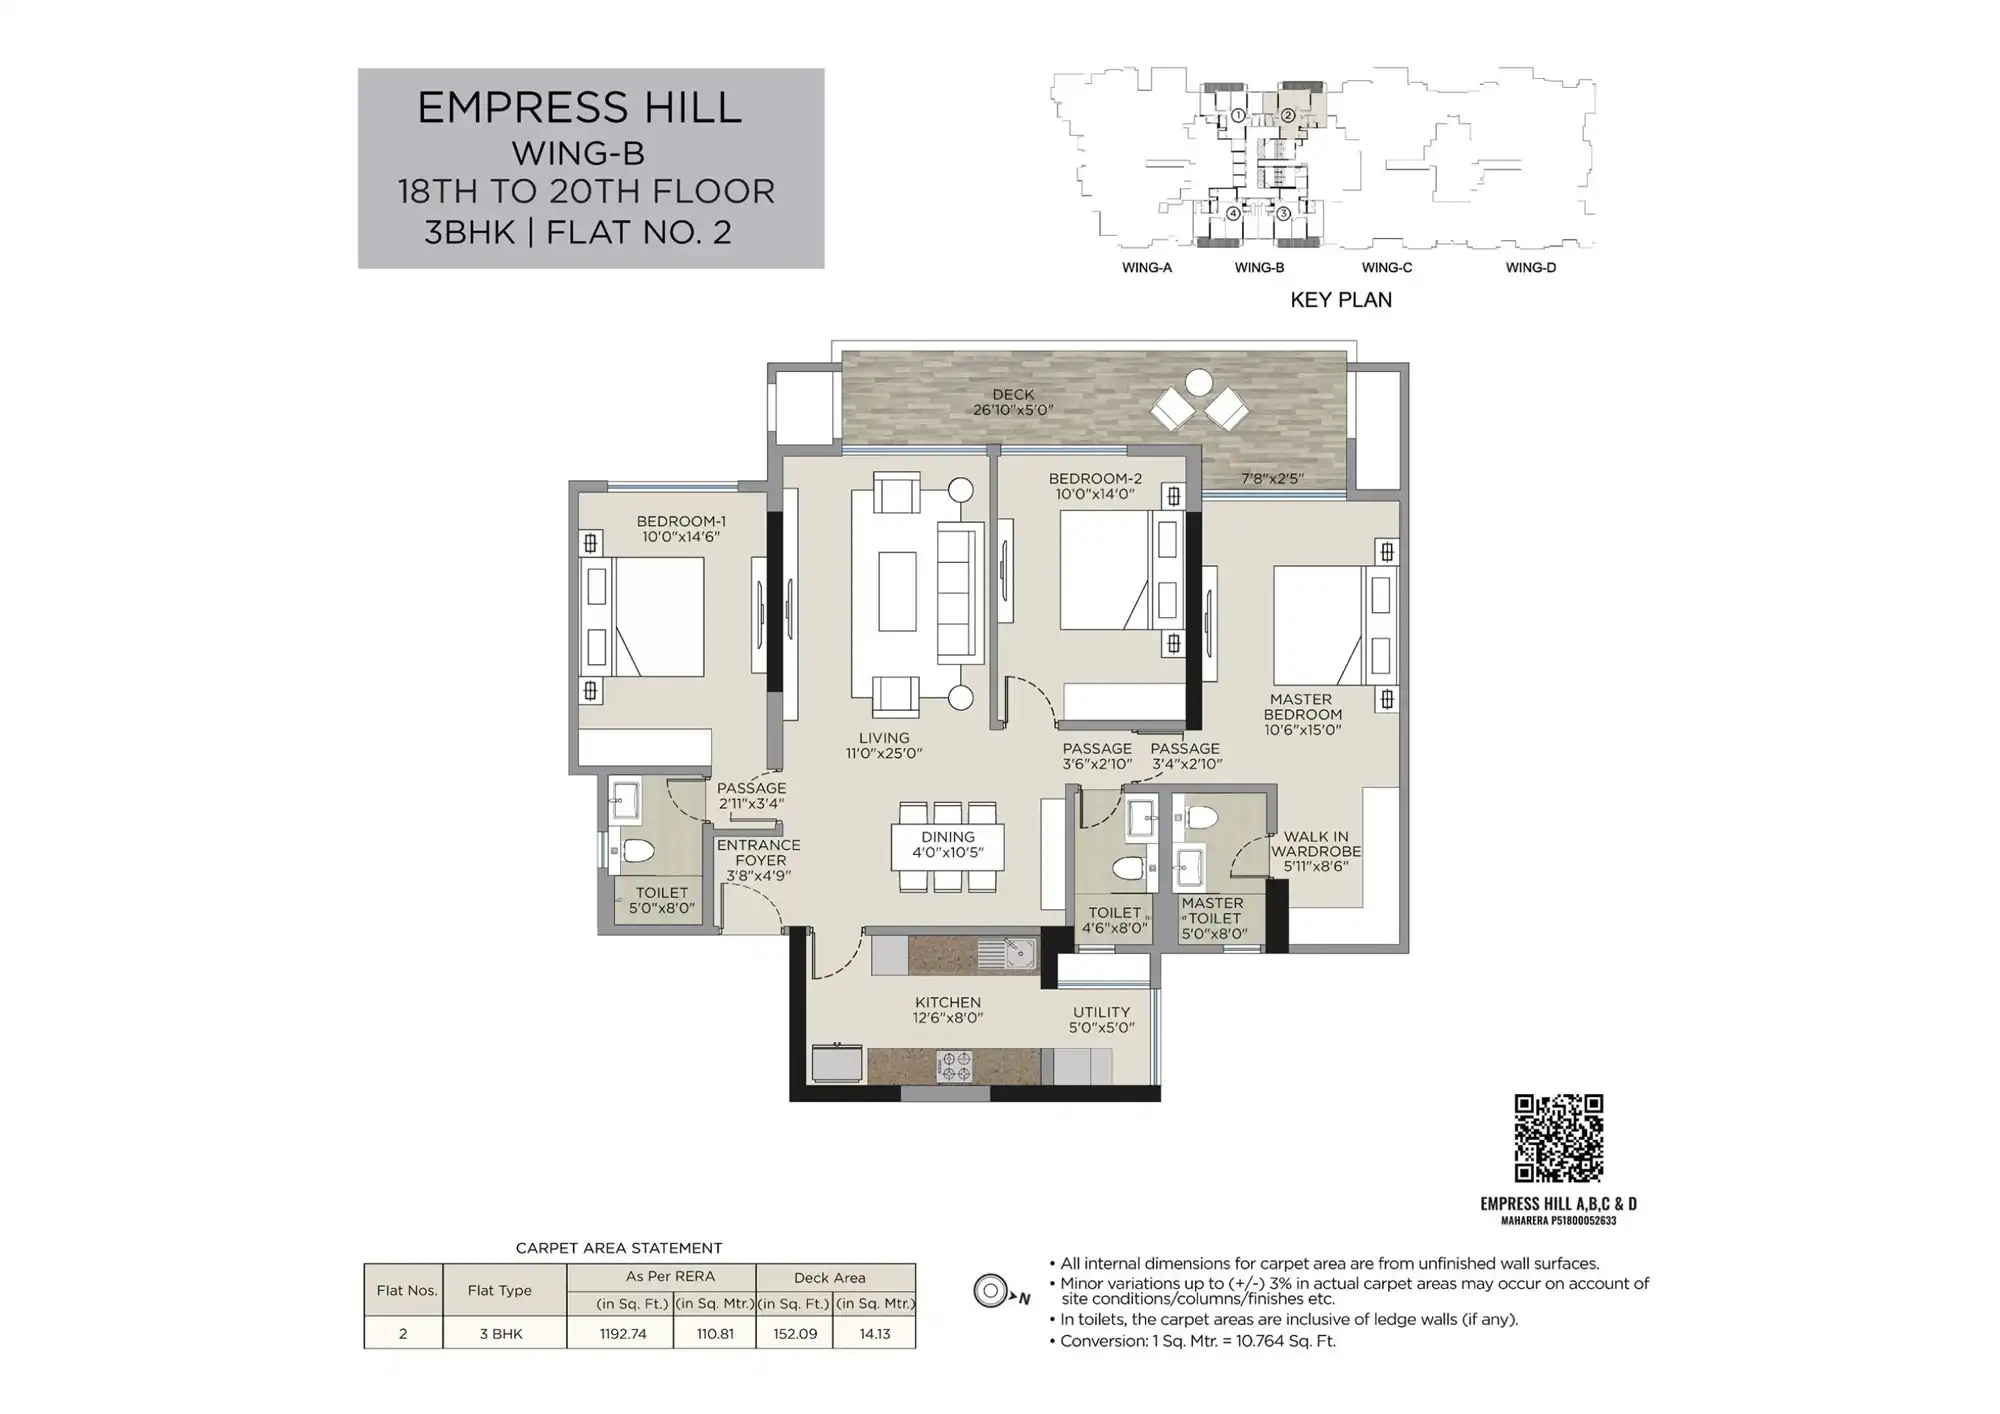 EMPRESS HILL
WING-B
18TH TO 20TH FLOOR
3BHK | FLAT NO. 2
1
2
4
3
WING-A
WING-B
WING-C
WING-D
KEY PLAN
DECK
26'10"x5'0"
7'8"x2'5"
BEDROOM-2
10'0"x14'0"
BEDROOM-1
10'0"x14'6"
MASTER
BEDROOM
10'6"x15'0"
LIVING
11'0"x25'0"
PASSAGE
3'6"x2'10"
PASSAGE
3'4"x2'10"
PASSAGE
2'11"x3'4"
ENTRANCE
FOYER
3'8"x4'9"
DINING
4'0"x10'5"
WALK IN
WARDROBE
5'11"x8'6"
TOILET
5'0"x8'0"
TOILET
4'6"x8'0"
MASTER
TOILET
5'0"x8'0"
KITCHEN
12'6"x8'0"
UTILITY
5'0"x5'0"
EMPRESS HILL A,B,C & D
MAHARERA P51800052633
CARPET AREA STATEMENT
Flat Nos. Flat Type As Per RERA Deck Area
(in Sq. Ft.) (in Sq. Mtr.) (in Sq. Ft.) (in Sq. Mtr.)
2 3 BHK 1192.74 110.81 152.09 14.13
N
• All internal dimensions for carpet area are from unfinished wall surfaces.
• Minor variations up to (+/-) 3% in actual carpet areas may occur on account of
site conditions/columns/finishes etc.
• In toilets, the carpet areas are inclusive of ledge walls (if any).
• Conversion: 1 Sq. Mtr. = 10.764 Sq. Ft.